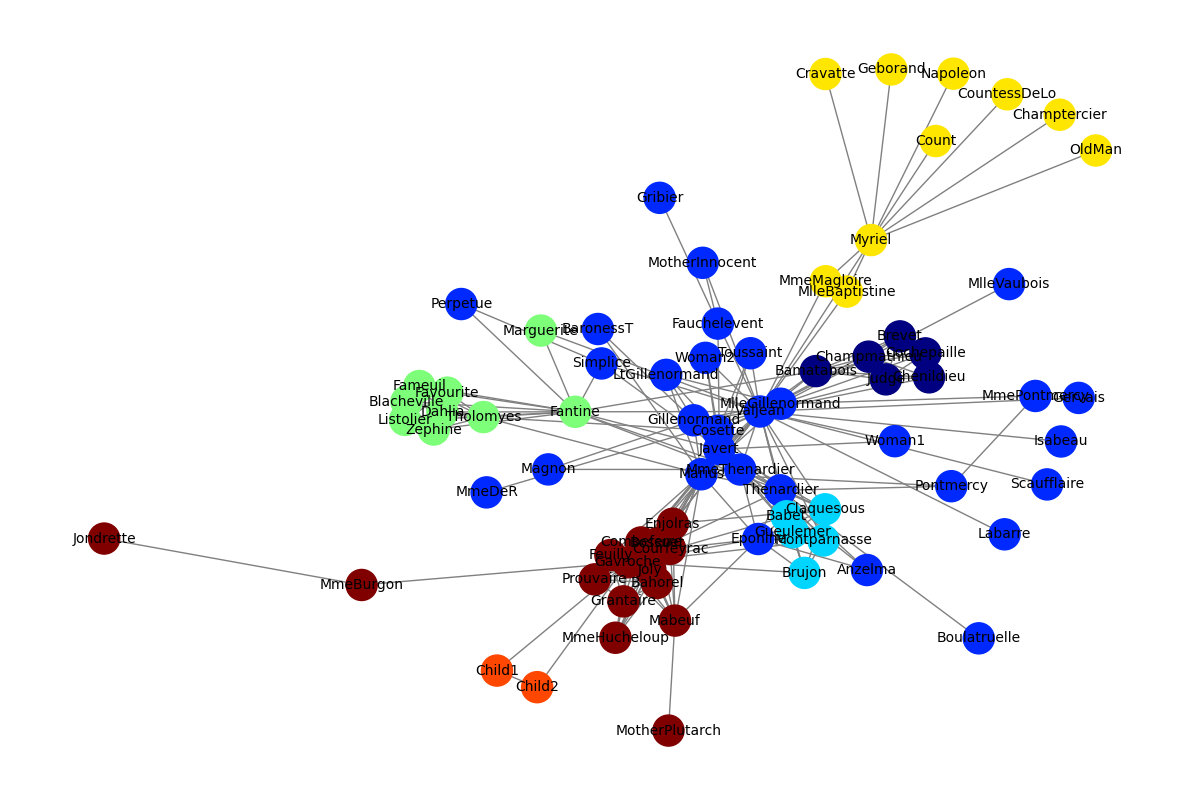 Cravatte
Geborand
Napoleon
CountessDeLo
Champtercier
Count
OldMan
Gribier
Myriel
MotherInnocent
MmeMagloire
MlleBaptistine
MlleVaubois
Perpetue
Marguerite
BaronessT
Fauchelevent
Brevet
Woman2
Toussaint
Simplice
LtGillenormand
Champmathieu
Cochepaille
Bamatabois
Judge
Chenildieu
Fameuil
Favourite
Blacheville
Dahlia
Listolier
Zephine
Tholomyes
Fantine
MlleGillenormand
Valjean
Gillenormand
MmePontmercy
Gervais
Cosette
Javert
Woman1
Isabeau
Magnon
Marius
MmeThenardier
MmeDeR
Thenardier
Pontmercy
Scaufflaire
Claquesous
Babet
Gueulemer
Montparnasse
Labarre
Enjolras
Combeferre
Bossuet
Courfeyrac
Eponine
Jondrette
Feuilly
Gavroche
Joly
Prouvaire
Bahorel
Brujon
Anzelma
MmeBurgon
Grantaire
Mabeuf
MmeHucheloup
Boulatruelle
Child1
Child2
MotherPlutarch